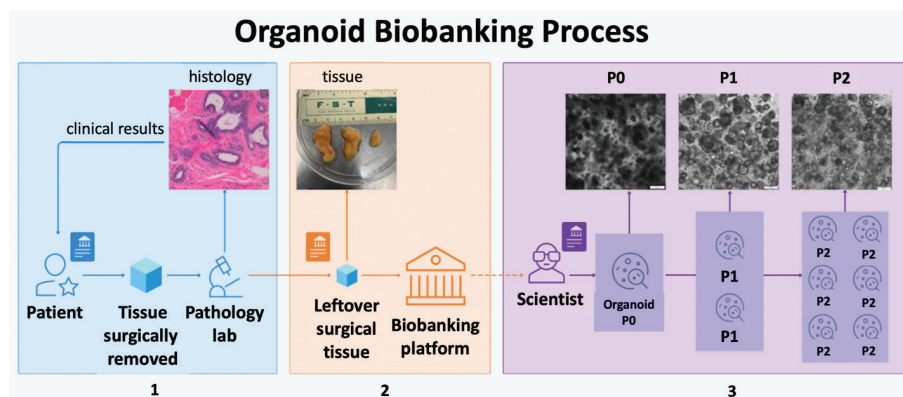 Organoid Biobanking Process
histology
clinical results
Patient
Tissue
surgically
removed
Pathology
lab
1
tissue
F·S·T
Leftover
surgical
tissue
Biobanking
platform
2
P0
P1
P2
Scientist
Organoid
P0
P1
P1
P2
P2
P2
P2
P2
P2
3